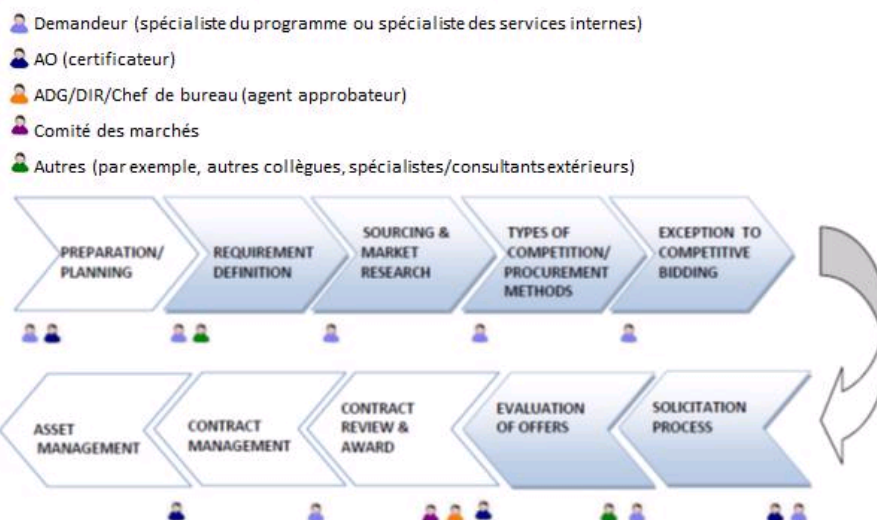 Demandeur (spécialiste du programme ou spécialiste des services internes)
AO (certificateur)
ADG/DIR/Chef de bureau (agent approbateur)
Comité des marchés
Autres (par exemple, autres collègues, spécialistes/consultants extérieurs)
PREPARATION/
PLANNING
REQUIREMENT
DEFINITION
SOURCING &
MARKET
RESEARCH
TYPES OF
COMPETITION/
PROCUREMENT
METHODS
EXCEPTION TO
COMPETITIVE
BIDDING
ASSET
MANAGEMENT
CONTRACT
MANAGEMENT
CONTRACT
REVIEW &
AWARD
EVALUATION
OF OFFERS
SOLICITATION
PROCESS